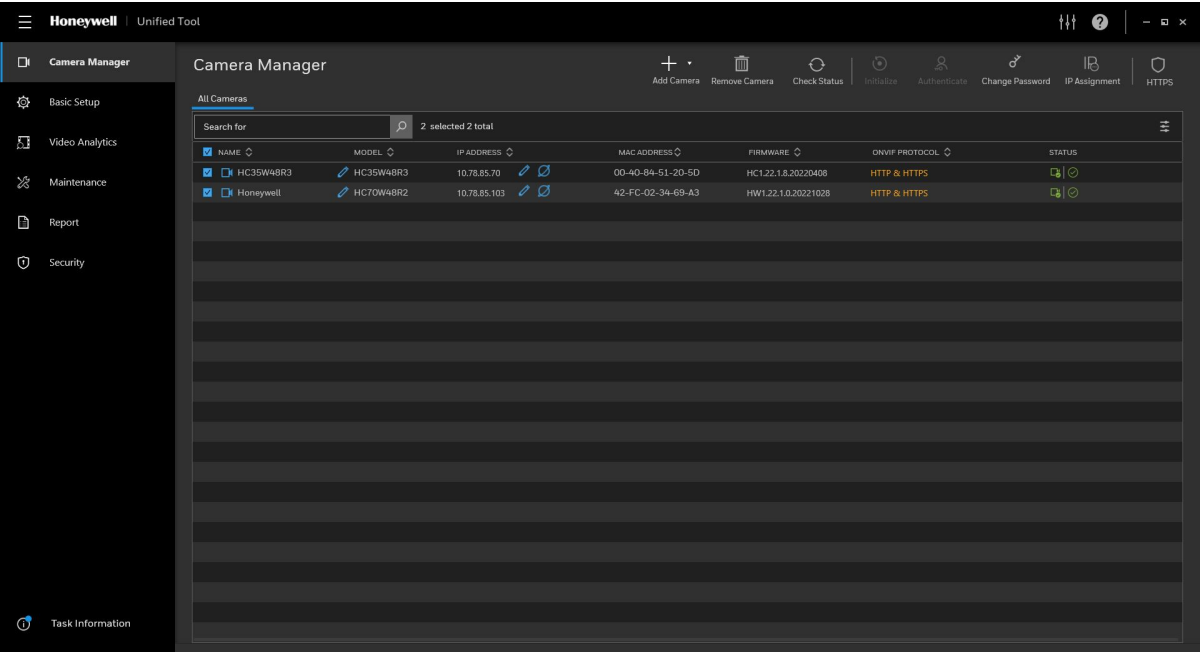 Honeywell | Unified Tool
Camera Manager
Basic Setup
Video Analytics
Maintenance
Report
Security
Task Information
Camera Manager
Add Camera Remove Camera Check Status Initialize Authenticate Change Password IP Assignment HTTPS
All Cameras
Search for 2 selected 2 total
NAME MODEL IP ADDRESS MAC ADDRESS FIRMWARE ONVIF PROTOCOL STATUS
HC35W48R3 HC35W48R3 10.78.85.70 00-40-84-51-20-5D HC1.22.1.8.20220408 HTTP & HTTPS
Honeywell HC70W48R2 10.78.85.103 42-FC-02-34-69-A3 HW1.22.1.0.20221028 HTTP & HTTPS